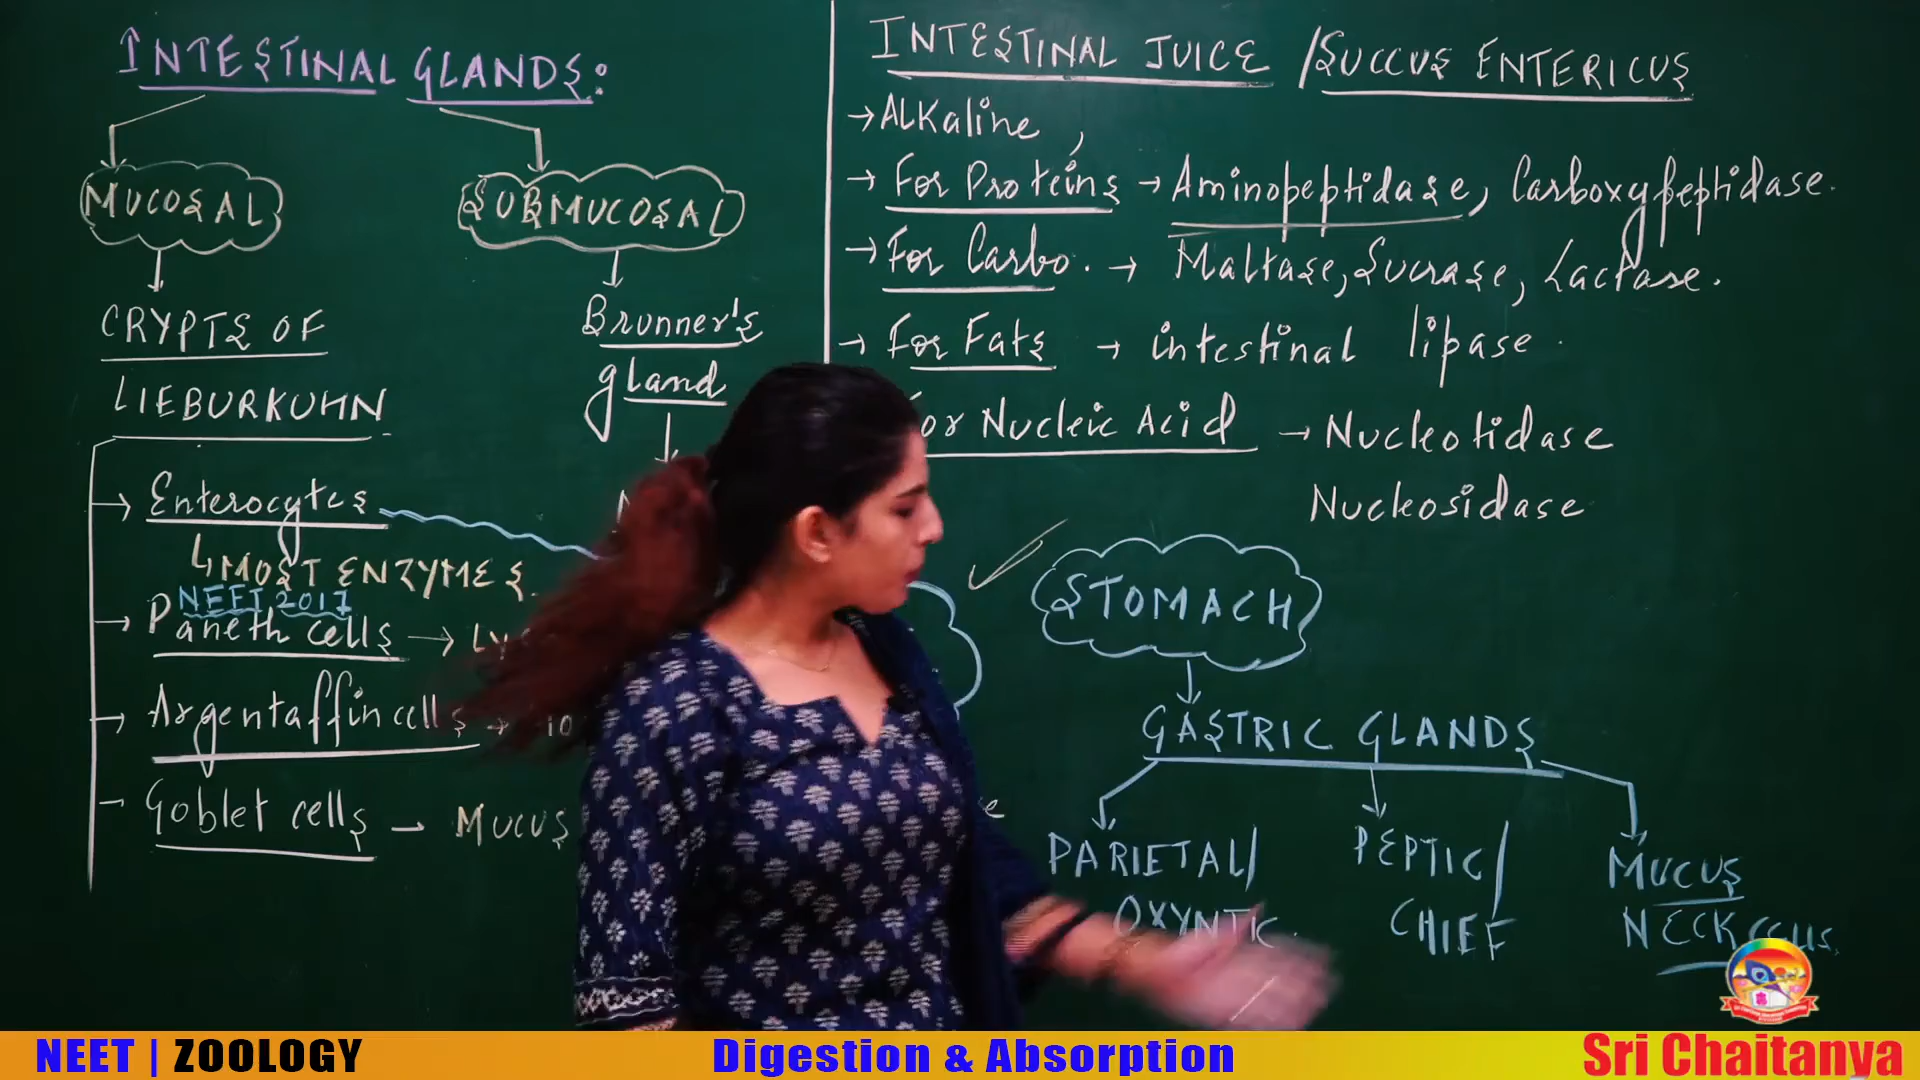 INTESTINAL GLANDS:
MUCOSAL
SUBMUCOSAL
CRYPTS OF
LIEBURKUHN
Brunner's
gland
Enterocytes
MOST ENZYMES.
NEET 2017
Paneth cells →
Argentaffin cells →
Goblet cells → MUCUS
INTESTINAL JUICE / SUCCUS ENTERICUS
→ ALKaline,
→ For Proteins → Aminopeptidase, Carboxypeptidase.
→ For Carbo. → Maltase, Sucrase, Lactase.
→ For Fats → intestinal lipase.
Nucleic Acid → Nucleotidase
Nucleosidase
STOMACH
GASTRIC GLANDS
PARIETAL/
OXYNTIC
PEPTIC/
CHIEF
MUCUS
NECK CELLS.
NEET | ZOOLOGY
Digestion & Absorption
Sri Chaitanya